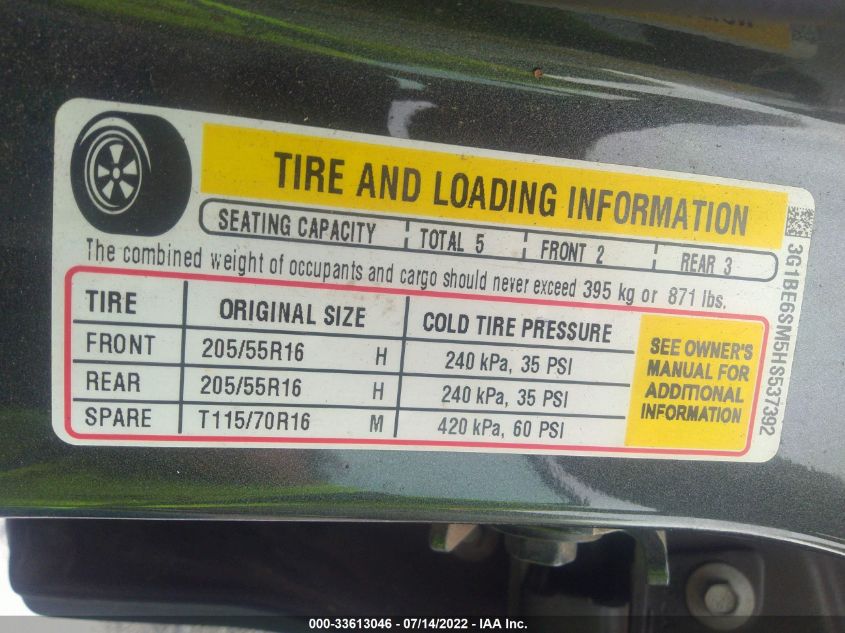 TIRE AND LOADING INFORMATION
SEATING CAPACITY TOTAL 5 FRONT 2 REAR 3
The combined weight of occupants and cargo should never exceed 395 kg or 871 lbs.
TIRE ORIGINAL SIZE COLD TIRE PRESSURE
FRONT 205/55R16 H 240 kPa, 35 PSI
REAR 205/55R16 H 240 kPa, 35 PSI
SPARE T115/70R16 M 420 kPa, 60 PSI
SEE OWNER'S
MANUAL FOR
ADDITIONAL
INFORMATION
3G1BE6SM5HS537392
000-33613046 - 07/14/2022 - IAA Inc.